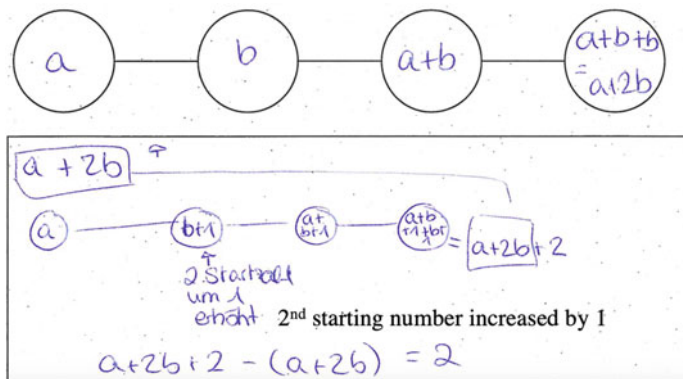 a b a+b a+b+b
= a+2b
a + 2b
a b+1 a+ b+1 a+b +1+b+ 1 = a+2b + 2
2. Startzahl
um 1
erhöht 2nd starting number increased by 1
a+2b+2 - (a+2b) = 2